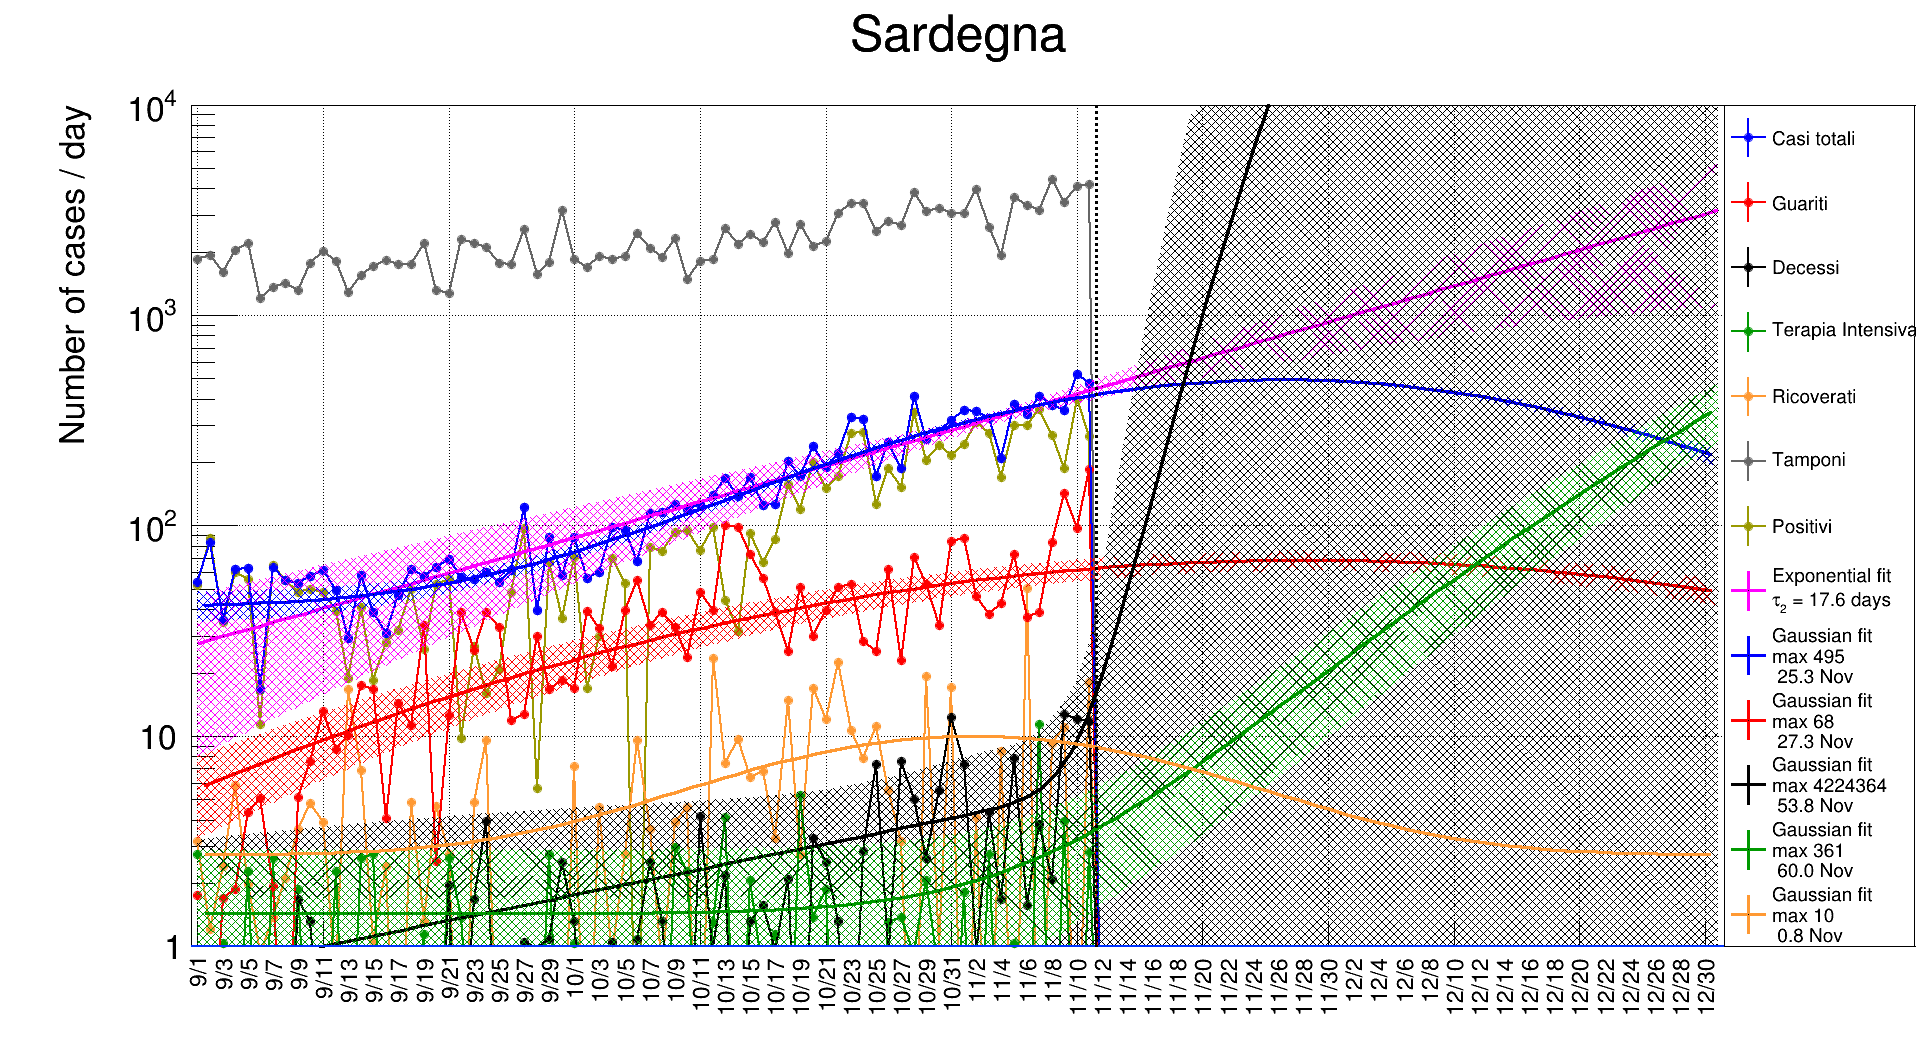 Sardegna
Number of cases / day
10^4
10^3
10^2
10
1
9/1 9/3 9/5 9/7 9/9 9/11 9/13 9/15 9/17 9/19 9/21 9/23 9/25 9/27 9/29 10/1 10/3 10/5 10/7 10/9 10/11 10/13 10/15 10/17 10/19 10/21 10/23 10/25 10/27 10/29 10/31 11/2 11/4 11/6 11/8 11/10 11/12 11/14 11/16 11/18 11/20 11/22 11/24 11/26 11/28 11/30 12/2 12/4 12/6 12/8 12/10 12/12 12/14 12/16 12/18 12/20 12/22 12/24 12/26 12/28 12/30
Casi totali
Guariti
Decessi
Terapia Intensiva
Ricoverati
Tamponi
Positivi
Exponential fit
τ₂ = 17.6 days
Gaussian fit
max 495
25.3 Nov
Gaussian fit
max 68
27.3 Nov
Gaussian fit
max 4224364
53.8 Nov
Gaussian fit
max 361
60.0 Nov
Gaussian fit
max 10
0.8 Nov